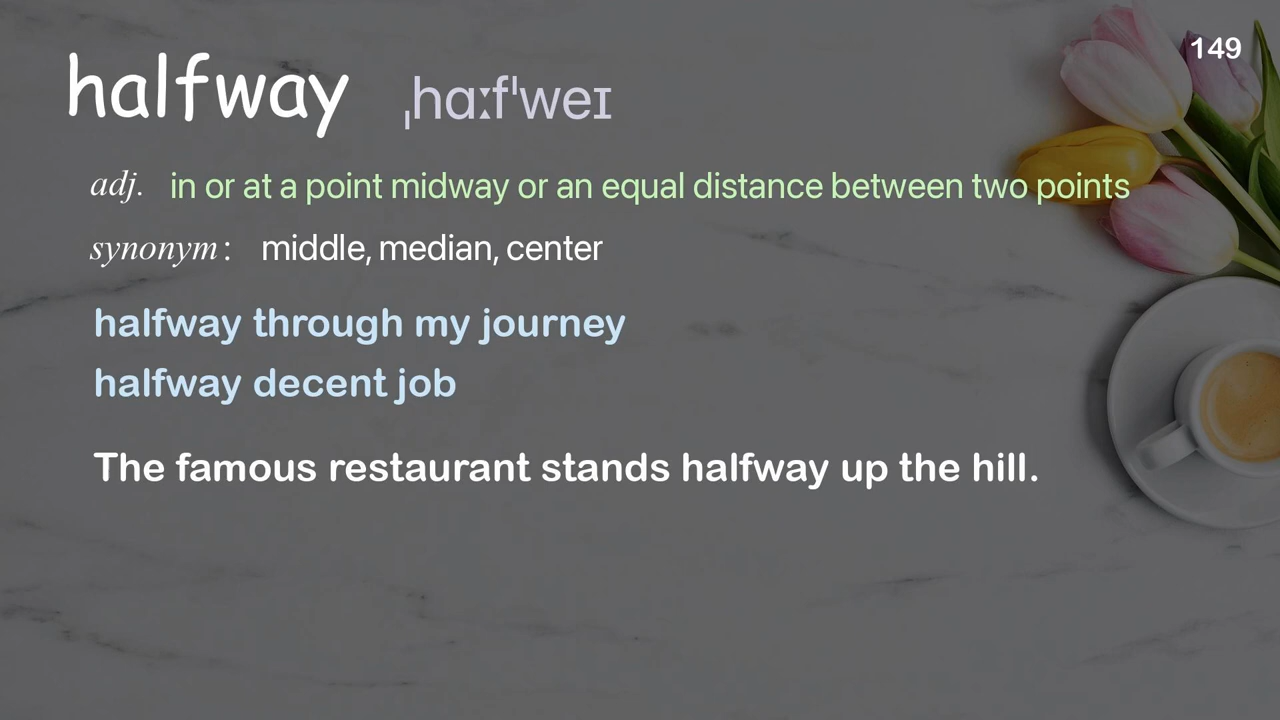 149
halfway ˌhɑːfˈweɪ
adj. in or at a point midway or an equal distance between two points
synonym: middle, median, center
halfway through my journey
halfway decent job
The famous restaurant stands halfway up the hill.